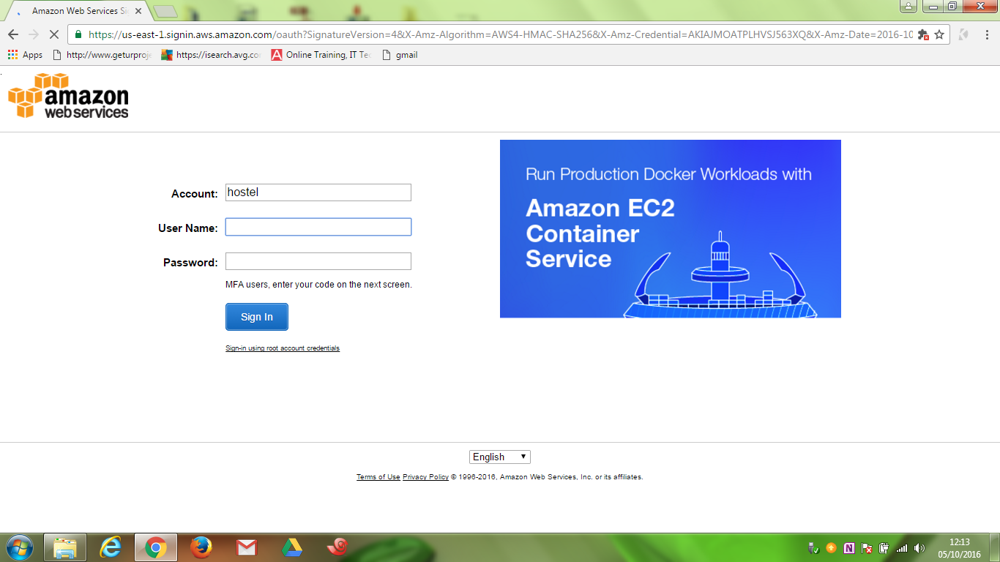 Amazon Web Services Si
https://us-east-1.signin.aws.amazon.com/oauth?SignatureVersion=4&X-Amz-Algorithm=AWS4-HMAC-SHA256&X-Amz-Credential=AKIAJMOATPLHVSJ563XQ&X-Amz-Date=2016-10
Apps http://www.geturproje https://isearch.avg.co Online Training, IT Te gmail
amazon
web services
Run Production Docker Workloads with
Amazon EC2
Container
Service
Account: hostel
User Name:
Password:
MFA users, enter your code on the next screen.
Sign In
Sign-in using root account credentials
English
Terms of Use Privacy Policy © 1996-2016, Amazon Web Services, Inc. or its affiliates.
12:13
05/10/2016